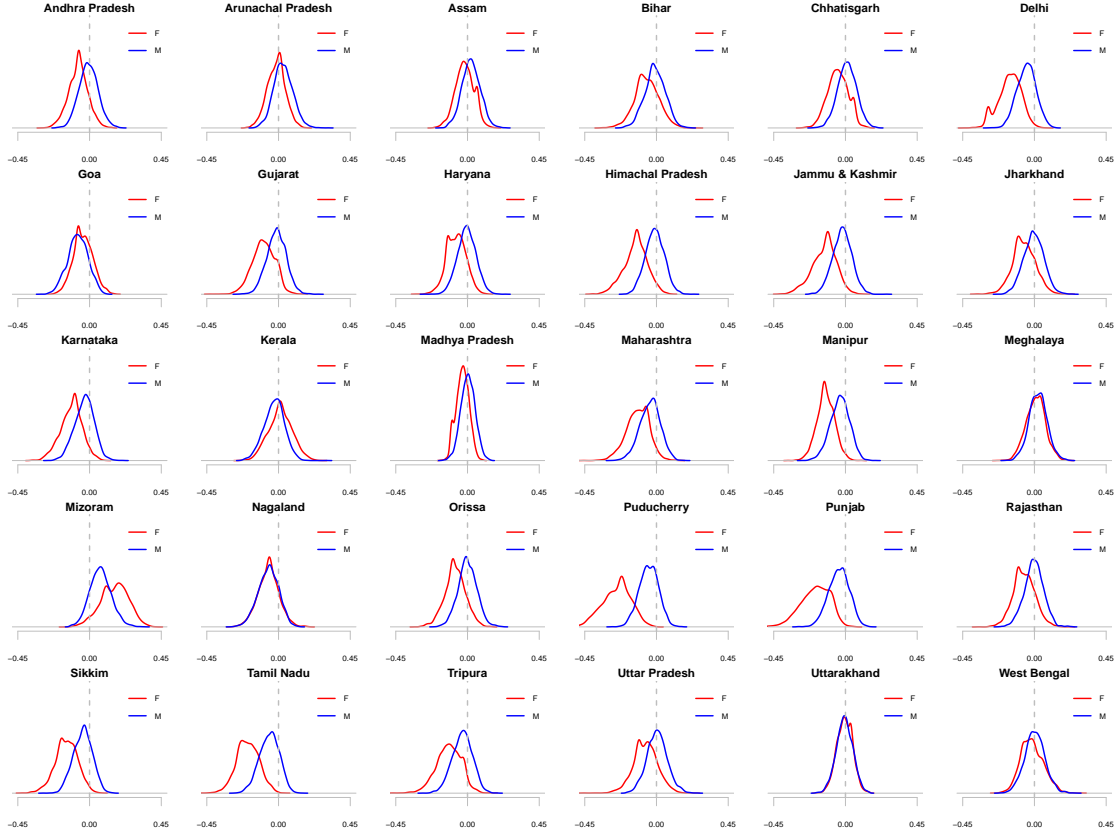 Andhra Pradesh Arunachal Pradesh Assam Bihar Chhatisgarh Delhi
F F F F F F
M M M M M M
−0.45 0.00 0.45 −0.45 0.00 0.45 −0.45 0.00 0.45 −0.45 0.00 0.45 −0.45 0.00 0.45 −0.45 0.00 0.45
Goa Gujarat Haryana Himachal Pradesh Jammu & Kashmir Jharkhand
F F F F F F
M M M M M M
−0.45 0.00 0.45 −0.45 0.00 0.45 −0.45 0.00 0.45 −0.45 0.00 0.45 −0.45 0.00 0.45 −0.45 0.00 0.45
Karnataka Kerala Madhya Pradesh Maharashtra Manipur Meghalaya
F F F F F F
M M M M M M
−0.45 0.00 0.45 −0.45 0.00 0.45 −0.45 0.00 0.45 −0.45 0.00 0.45 −0.45 0.00 0.45 −0.45 0.00 0.45
Mizoram Nagaland Orissa Puducherry Punjab Rajasthan
F F F F F F
M M M M M M
−0.45 0.00 0.45 −0.45 0.00 0.45 −0.45 0.00 0.45 −0.45 0.00 0.45 −0.45 0.00 0.45 −0.45 0.00 0.45
Sikkim Tamil Nadu Tripura Uttar Pradesh Uttarakhand West Bengal
F F F F F F
M M M M M M
−0.45 0.00 0.45 −0.45 0.00 0.45 −0.45 0.00 0.45 −0.45 0.00 0.45 −0.45 0.00 0.45 −0.45 0.00 0.45